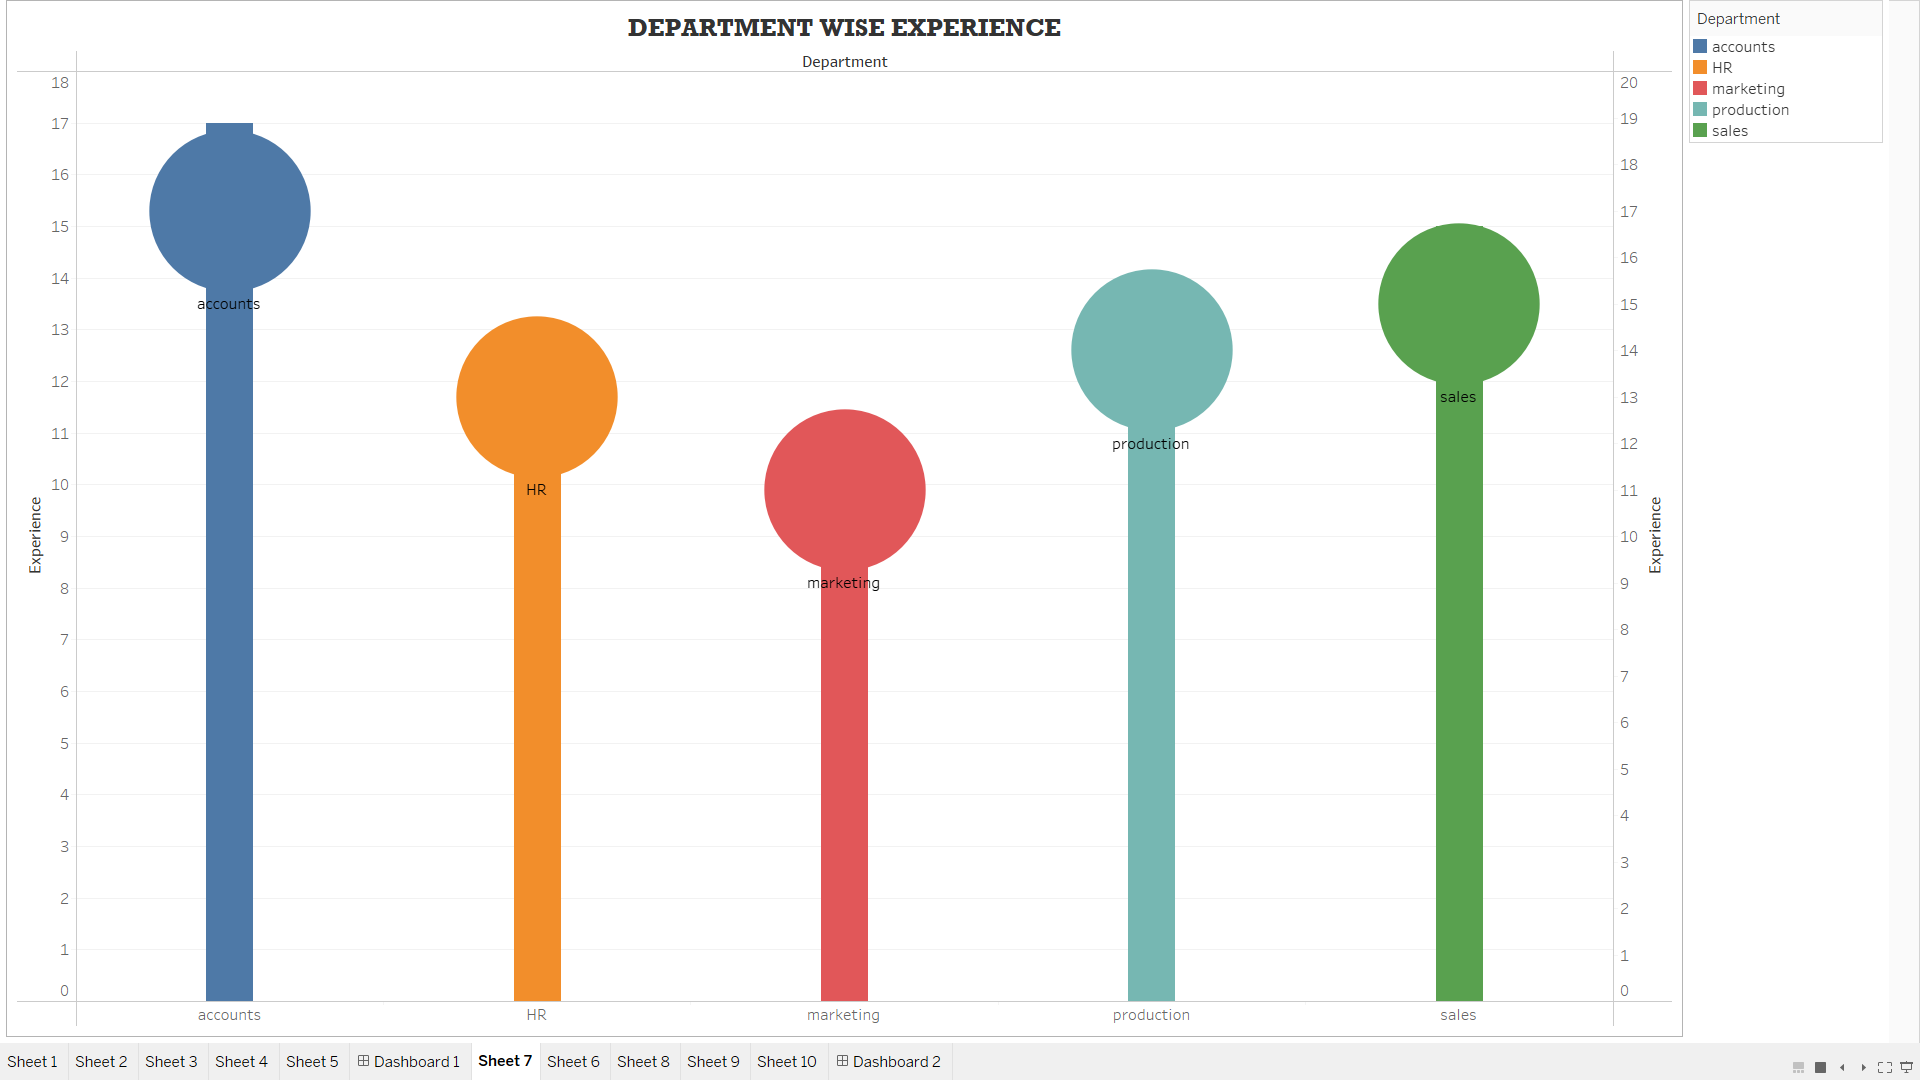 DEPARTMENT WISE EXPERIENCE
Department
18
17
16
15
14
13
12
11
10
9
8
7
6
5
4
3
2
1
0
Experience
accounts
HR
marketing
production
sales
20
19
18
17
16
15
14
13
12
11
10
9
8
7
6
5
4
3
2
1
0
Experience
accounts HR marketing production sales
Department
accounts
HR
marketing
production
sales
Sheet 1 Sheet 2 Sheet 3 Sheet 4 Sheet 5 Dashboard 1 Sheet 7 Sheet 6 Sheet 8 Sheet 9 Sheet 10 Dashboard 2